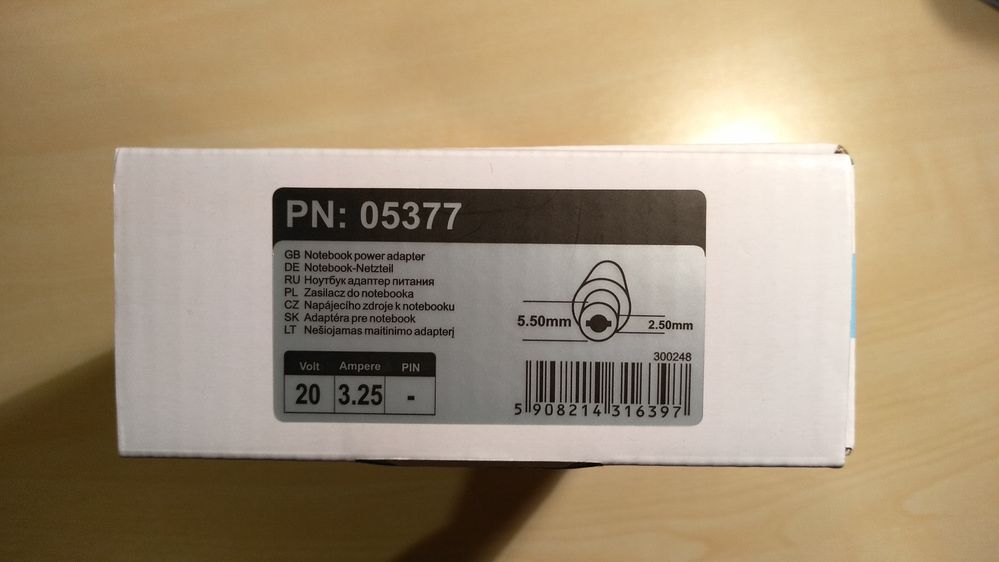 PN: 05377
GB Notebook power adapter
DE Notebook-Netzteil
RU Ноутбук адаптер питания
PL Zasilacz do notebooka
CZ Napájecího zdroje k notebooku
SK Adaptéra pre notebook
LT Nešiojamas maitinimo adapterį
5.50mm
2.50mm
Volt Ampere PIN
20 3.25 -
300248
5 908214 316397